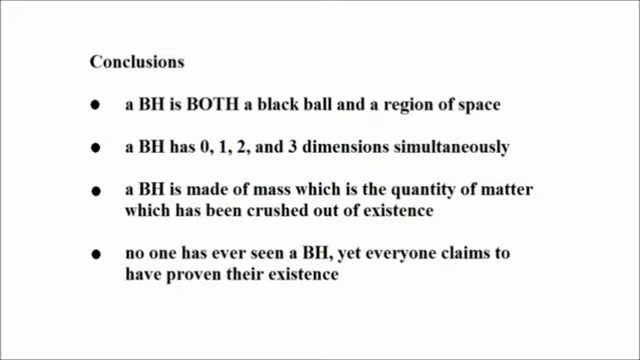 Conclusions
● a BH is BOTH a black ball and a region of space
● a BH has 0, 1, 2, and 3 dimensions simultaneously
● a BH is made of mass which is the quantity of matter
which has been crushed out of existence
● no one has ever seen a BH, yet everyone claims to
have proven their existence